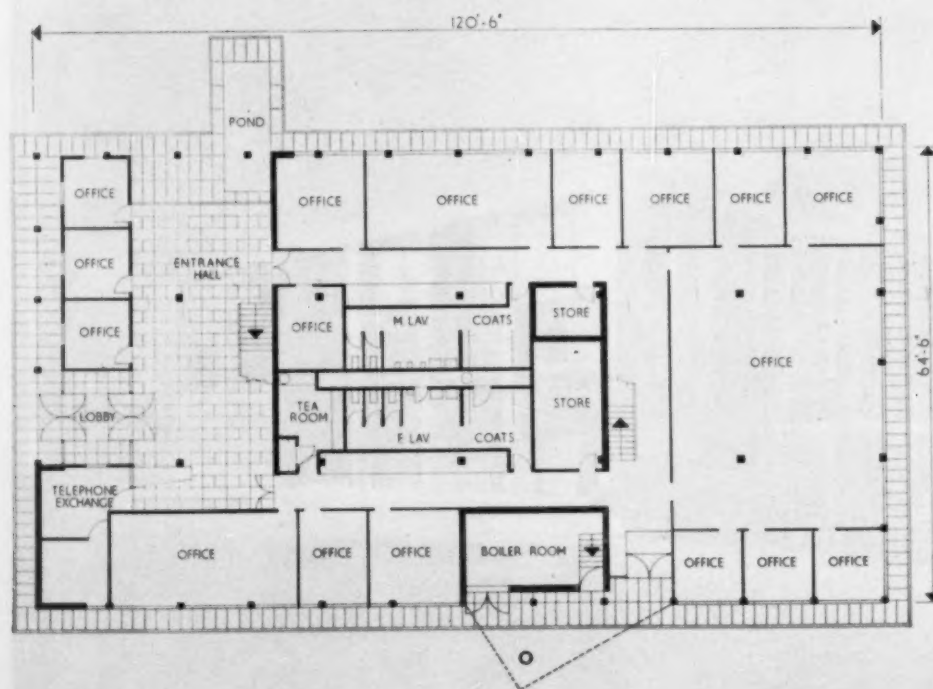 120'-6"
POND
OFFICE
OFFICE
OFFICE
OFFICE
OFFICE
OFFICE
OFFICE
OFFICE
ENTRANCE
HALL
64'-6"
OFFICE
OFFICE
M. LAV.
COATS
STORE
OFFICE
TEA
ROOM
STORE
LOBBY
F. LAV
COATS
TELEPHONE
EXCHANGE
OFFICE
OFFICE
OFFICE
BOILER ROOM
OFFICE
OFFICE
OFFICE